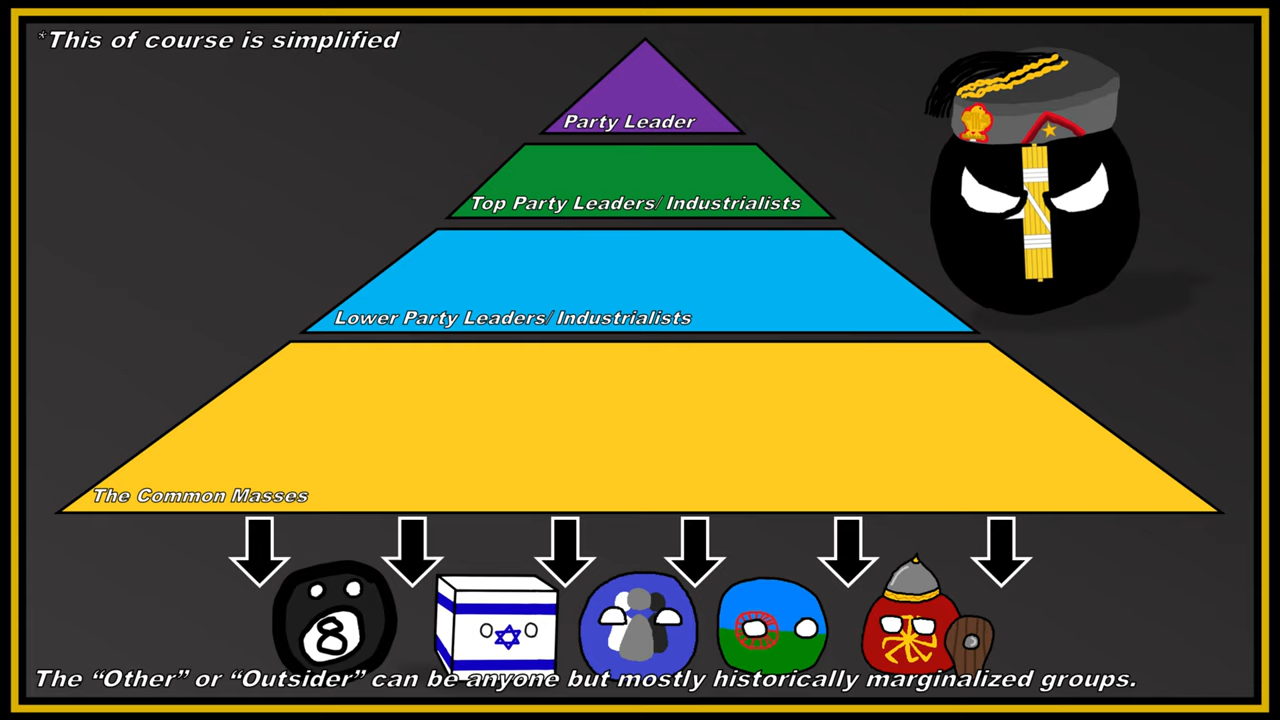 *This of course is simplified
Party Leader
Top Party Leaders/ Industrialists
Lower Party Leaders/ Industrialists
The Common Masses
8
The “Other” or “Outsider” can be anyone but mostly historically marginalized groups.